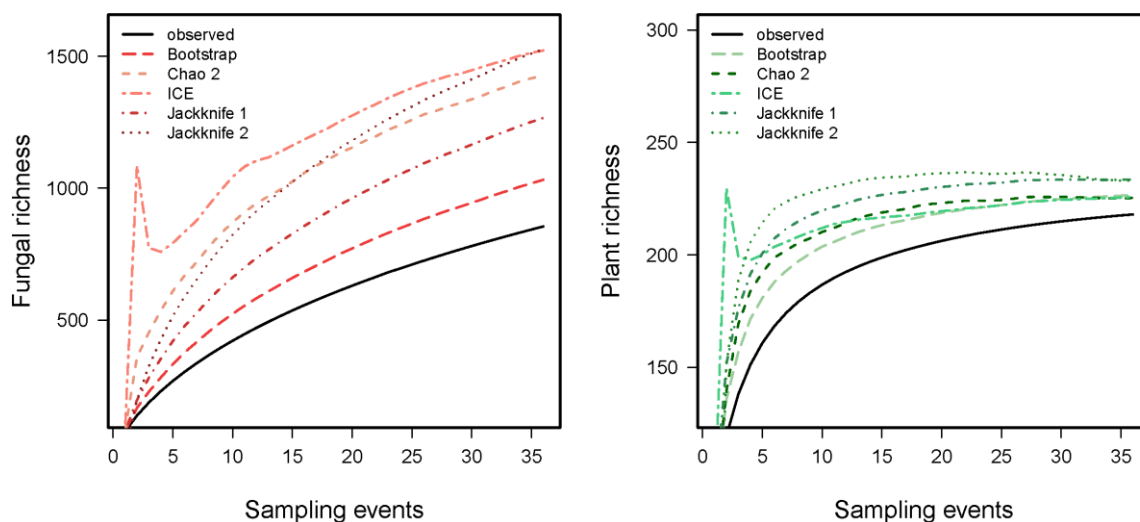 observed
Bootstrap
Chao 2
ICE
Jackknife 1
Jackknife 2
1500
1000
500
Fungal richness
0 5 10 15 20 25 30 35
Sampling events
observed
Bootstrap
Chao 2
ICE
Jackknife 1
Jackknife 2
300
250
200
150
Plant richness
0 5 10 15 20 25 30 35
Sampling events